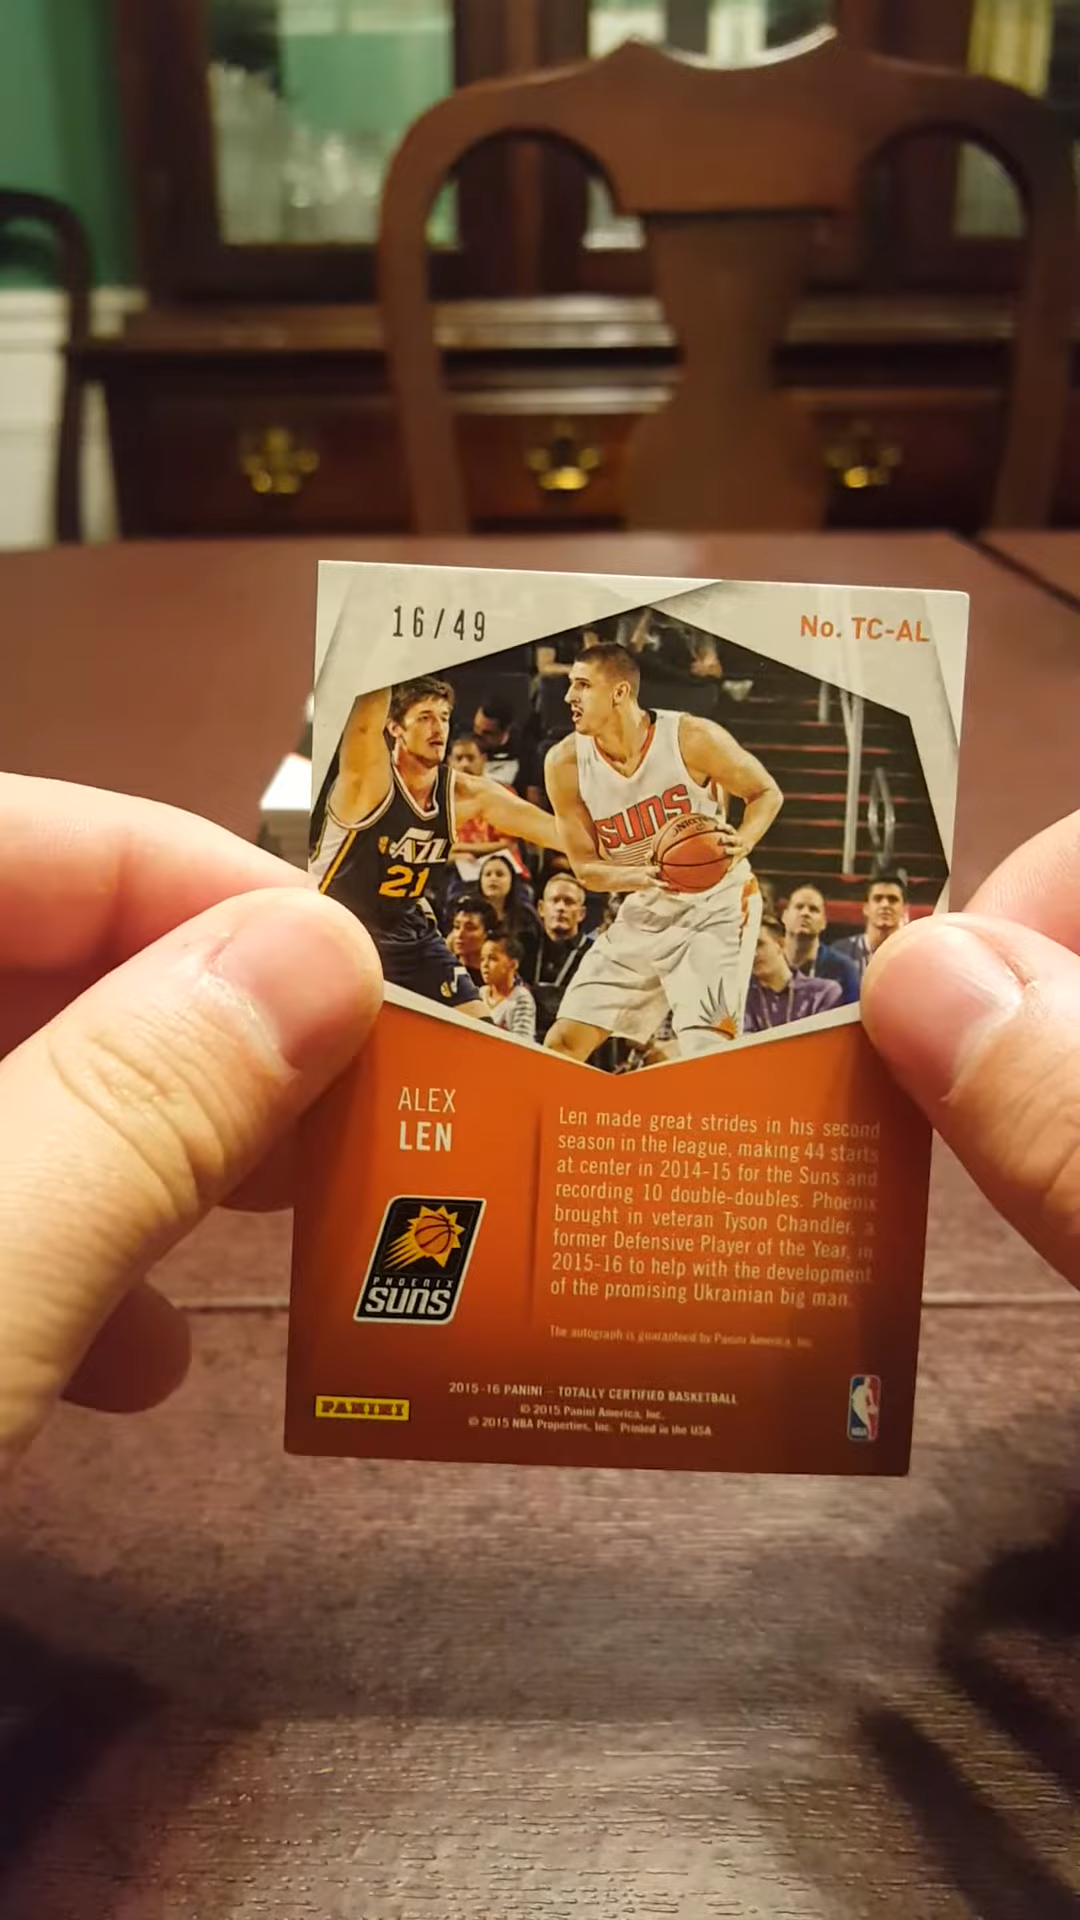 16/49
No. TC-AL
JAZZ
21
SUNS
ALEX
LEN
Len made great strides in his second
season in the league, making 44 starts
at center in 2014-15 for the Suns and
recording 10 double-doubles. Phoenix
brought in veteran Tyson Chandler, a
former Defensive Player of the Year, in
2015-16 to help with the development
of the promising Ukrainian big man.
PHOENIX
SUNS
The autograph is guaranteed by Panini America, Inc.
2015-16 PANINI – TOTALLY CERTIFIED BASKETBALL
© 2015 Panini America, Inc.
© 2015 NBA Properties, Inc. Printed in the USA
PANINI
NBA